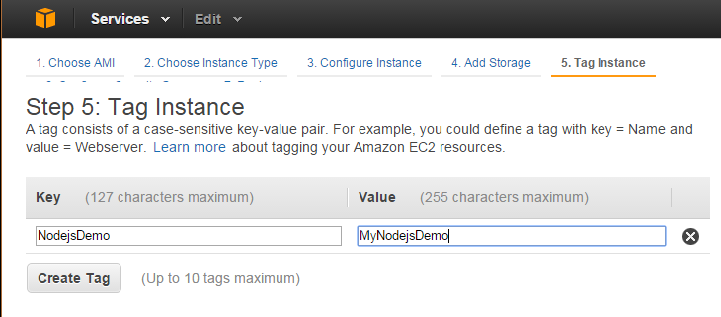 Services Edit
1. Choose AMI 2. Choose Instance Type 3. Configure Instance 4. Add Storage 5. Tag Instance
Step 5: Tag Instance
A tag consists of a case-sensitive key-value pair. For example, you could define a tag with key = Name and
value = Webserver. Learn more about tagging your Amazon EC2 resources.
Key (127 characters maximum) Value (255 characters maximum)
NodejsDemo MyNodejsDemo
Create Tag (Up to 10 tags maximum)